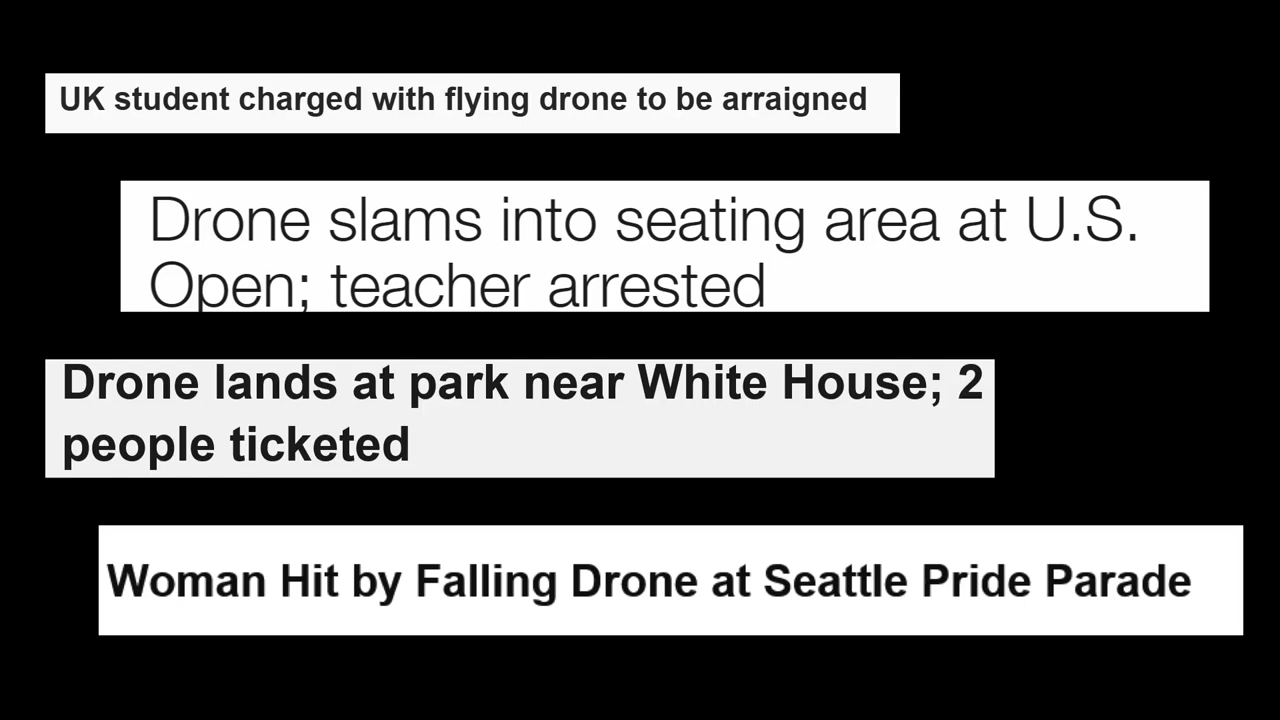 UK student charged with flying drone to be arraigned
Drone slams into seating area at U.S.
Open; teacher arrested
Drone lands at park near White House; 2
people ticketed
Woman Hit by Falling Drone at Seattle Pride Parade